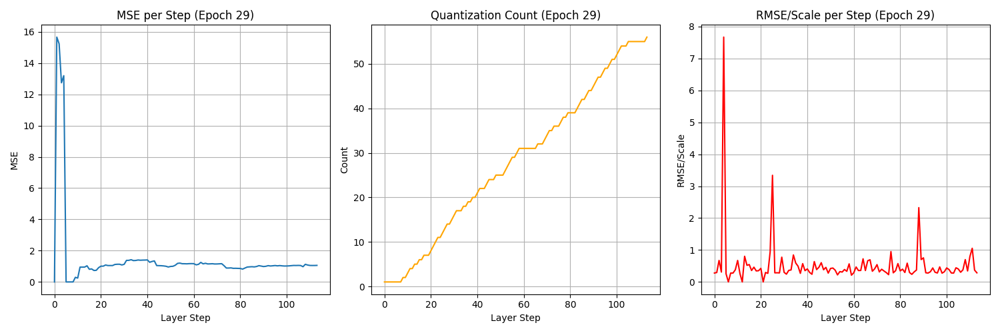 MSE per Step (Epoch 29)
MSE
16
14
12
10
8
6
4
2
0
0 20 40 60 80 100
Layer Step
Quantization Count (Epoch 29)
Count
50
40
30
20
10
0
0 20 40 60 80 100
Layer Step
RMSE/Scale per Step (Epoch 29)
RMSE/Scale
8
7
6
5
4
3
2
1
0
0 20 40 60 80 100
Layer Step